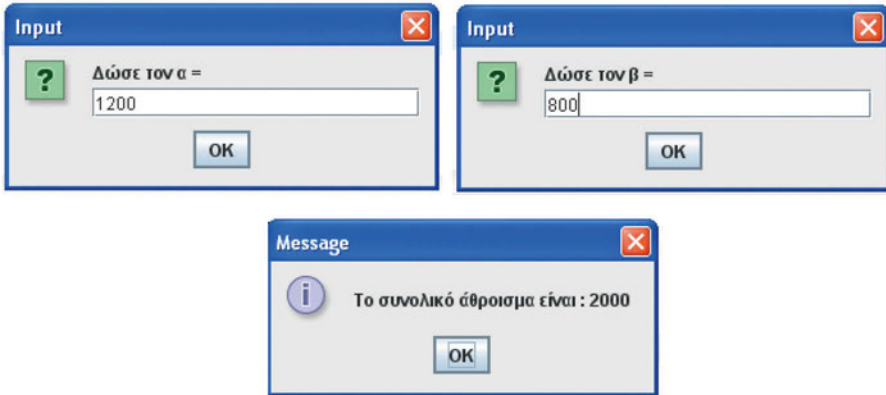 Input
Δώσε τον α =
1200
OK
Input
Δώσε τον β =
800
OK
Message
Το συνολικό άθροισμα είναι : 2000
OK